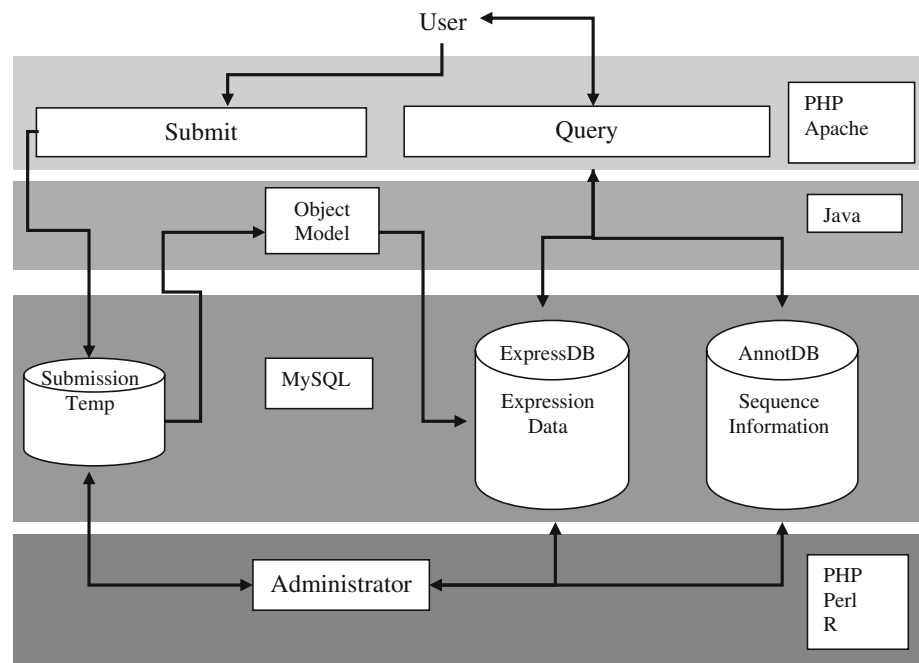 User
Submit
Query
PHP
Apache
Object
Model
Java
Submission
Temp
MySQL
ExpressDB
Expression
Data
AnnotDB
Sequence
Information
Administrator
PHP
Perl
R